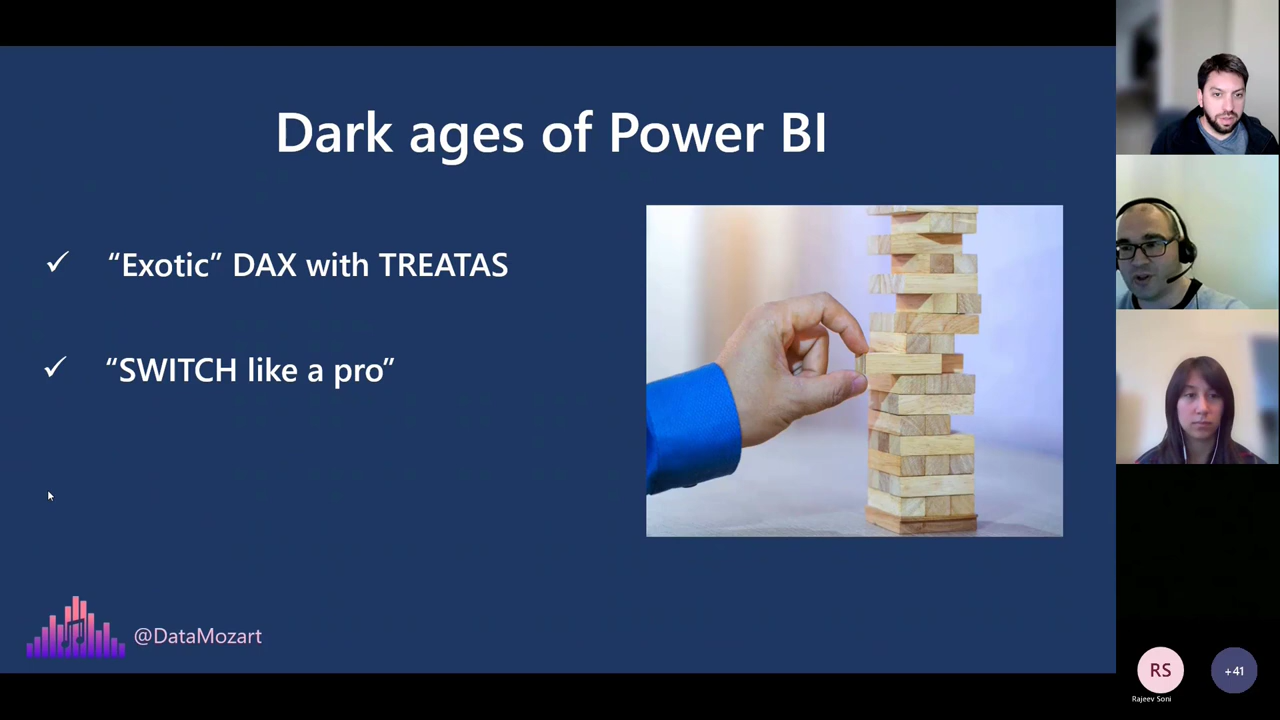 Dark ages of Power BI
“Exotic” DAX with TREATAS
“SWITCH like a pro”
@DataMozart
RS
+41
Rajeev Soni